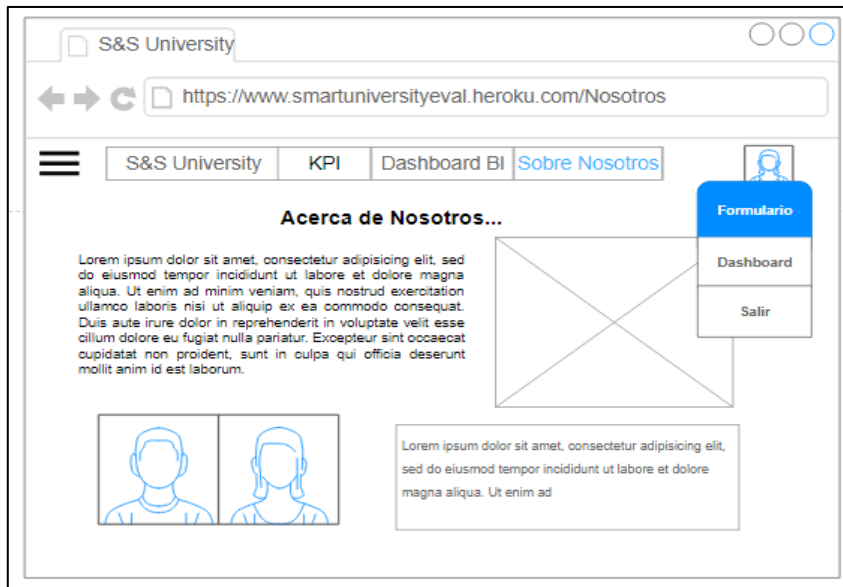 S&S University
https://www.smartuniversityeval.heroku.com/Nosotros
S&S University KPI Dashboard BI Sobre Nosotros
Formulario
Dashboard
Salir
Acerca de Nosotros...
Lorem ipsum dolor sit amet, consectetur adipisicing elit, sed
do eiusmod tempor incididunt ut labore et dolore magna
aliqua. Ut enim ad minim veniam, quis nostrud exercitation
ullamco laboris nisi ut aliquip ex ea commodo consequat.
Duis aute irure dolor in reprehenderit in voluptate velit esse
cillum dolore eu fugiat nulla pariatur. Excepteur sint occaecat
cupidatat non proident, sunt in culpa qui officia deserunt
mollit anim id est laborum.
Lorem ipsum dolor sit amet, consectetur adipisicing elit,
sed do eiusmod tempor incididunt ut labore et dolore
magna aliqua. Ut enim ad